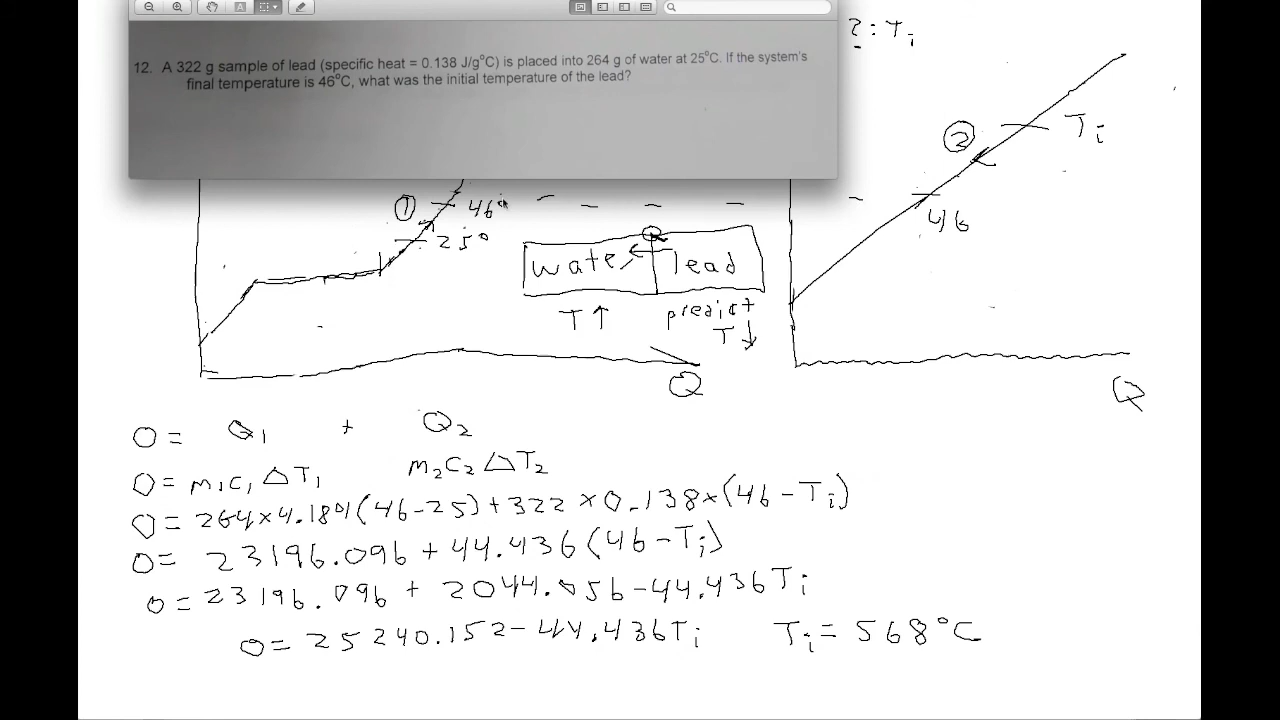 ? : Ti
12. A 322 g sample of lead (specific heat = 0.138 J/g°C) is placed into 264 g of water at 25°C. If the system's
final temperature is 46°C, what was the initial temperature of the lead?
② Ti
① 46°
46
25°
Q
water lead
T↑ predict
T↓
Q Q
0 = Q1 + Q2
0 = m1c1ΔT1 m2c2ΔT2
0 = 264×4.184(46-25)+322×0.138×(46-Ti)
0 = 23196.096 + 44.436(46-Ti)
0 = 23196.096 + 2044.056-44.436Ti
0 = 25240.152-44.436Ti Ti = 568°C